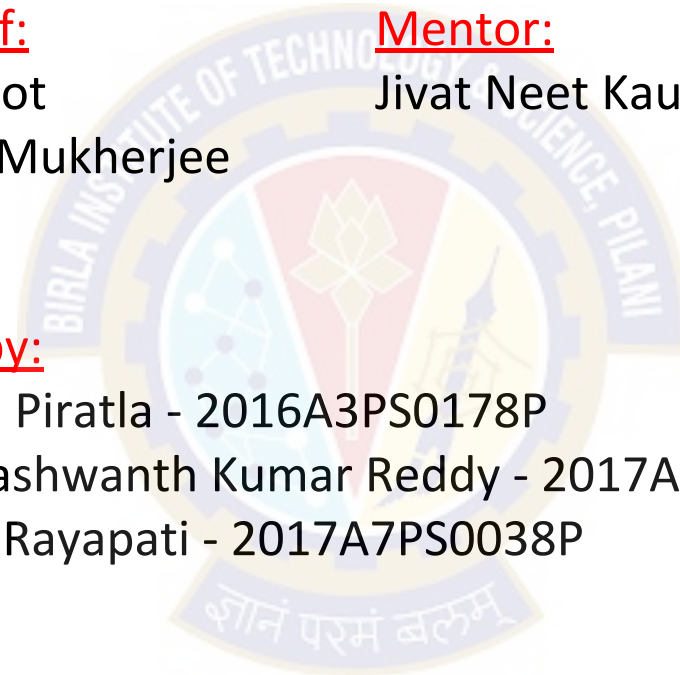 f: Mentor:
ot Jivat Neet Kau
Mukherjee
BIRLA INSTITUTE OF TECHNOLOGY & SCIENCE, PILANI
by:
Piratla - 2016A3PS0178P
ashwanth Kumar Reddy - 2017A
Rayapati - 2017A7PS0038P
ज्ञानं परमं बलम्